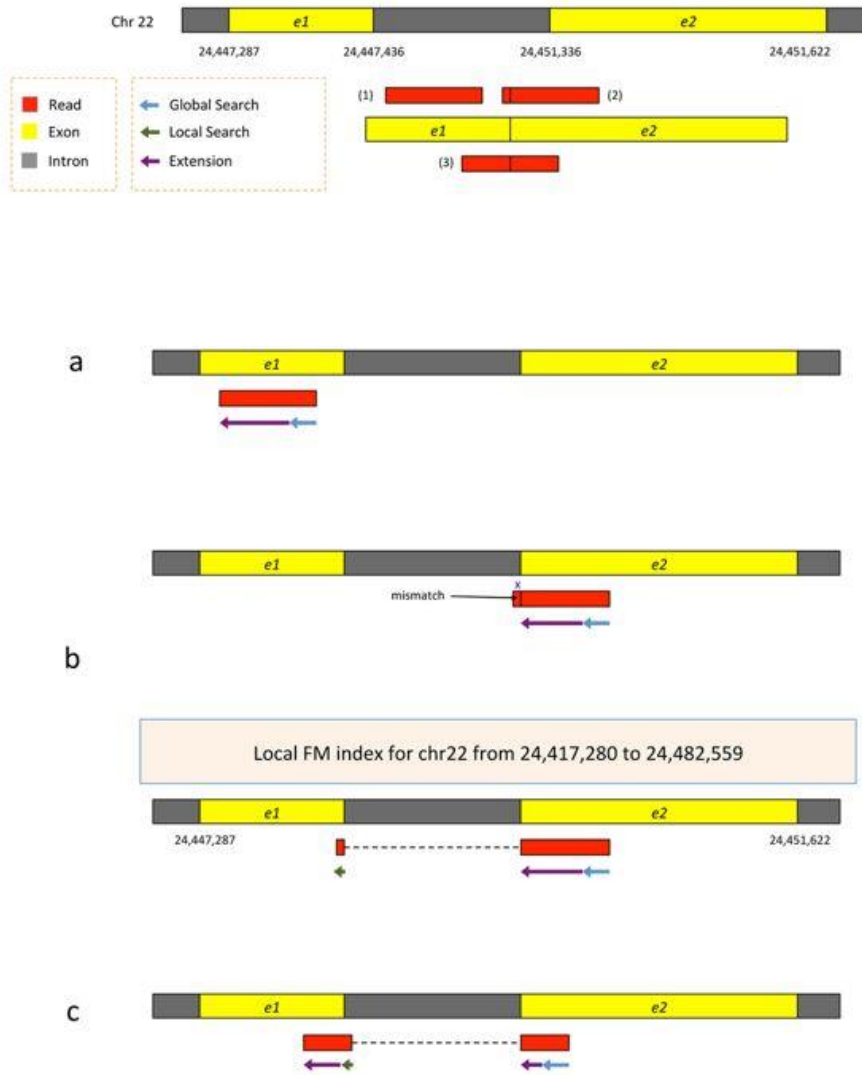 Chr 22
e1
e2
24,447,287
24,447,436
24,451,336
24,451,622
Read
Exon
Intron
Global Search
Local Search
Extension
(1)
(2)
e1
e2
(3)
a
e1
e2
b
e1
e2
x
mismatch
Local FM index for chr22 from 24,417,280 to 24,482,559
e1
e2
24,447,287
24,451,622
c
e1
e2